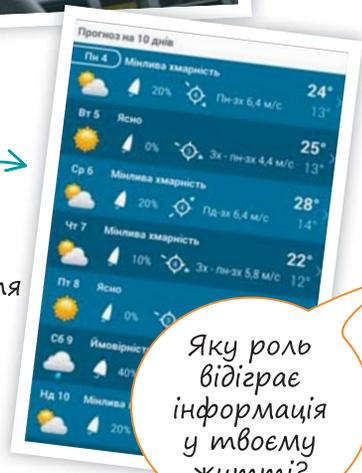 Прогноз на 10 днів
Пн 4 Мінлива хмарність
24°
20% Пн-зх 6,4 м/с 13°
Вт 5 Ясно
25°
0% Зх - пн-зх 4,4 м/с 13°
Ср 6 Мінлива хмарність
28°
20% Пд-зх 6,4 м/с 14°
Чт 7 Мінлива хмарність
22°
10% Зх - пн-зх 5,8 м/с 12°
Пт 8 Ясно
0%
Сб 9
40%
Нд 10 Мінлива
20%
ля
Яку роль
відіграє
інформація
у твоєму
житті?